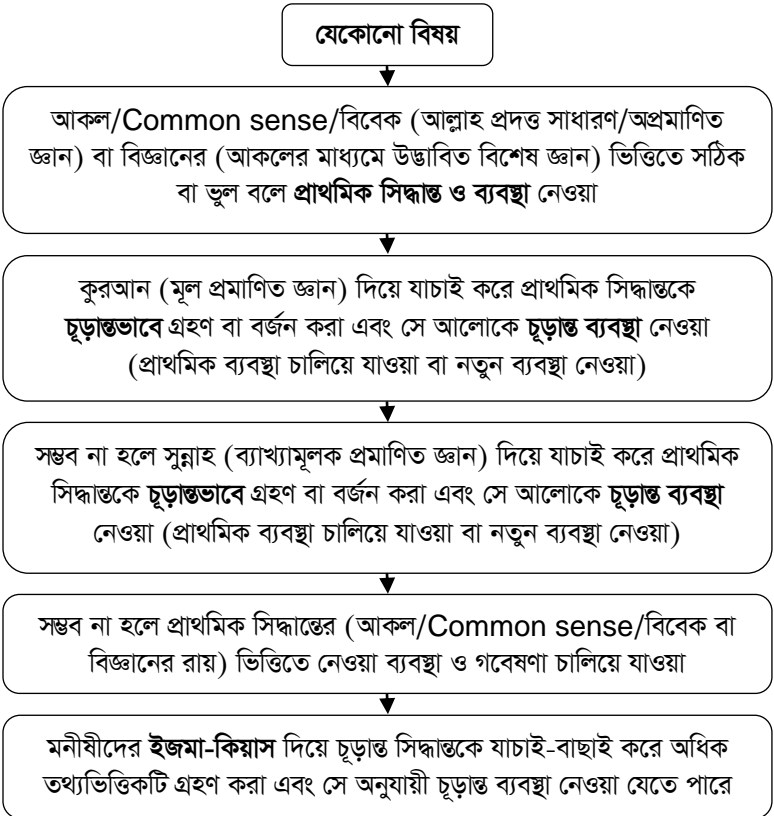 যেকোনো বিষয়
আকল/Common sense/বিবেক (আল্লাহ প্রদত্ত সাধারণ/অপ্রমাণিত
জ্ঞান) বা বিজ্ঞানের (আকলের মাধ্যমে উদ্ভাবিত বিশেষ জ্ঞান) ভিত্তিতে সঠিক
বা ভুল বলে প্রাথমিক সিদ্ধান্ত ও ব্যবস্থা নেওয়া
কুরআন (মূল প্রমাণিত জ্ঞান) দিয়ে যাচাই করে প্রাথমিক সিদ্ধান্তকে
চূড়ান্তভাবে গ্রহণ বা বর্জন করা এবং সে আলোকে চূড়ান্ত ব্যবস্থা নেওয়া
(প্রাথমিক ব্যবস্থা চালিয়ে যাওয়া বা নতুন ব্যবস্থা নেওয়া)
সম্ভব না হলে সুন্নাহ (ব্যাখ্যামূলক প্রমাণিত জ্ঞান) দিয়ে যাচাই করে প্রাথমিক
সিদ্ধান্তকে চূড়ান্তভাবে গ্রহণ বা বর্জন করা এবং সে আলোকে চূড়ান্ত ব্যবস্থা
নেওয়া (প্রাথমিক ব্যবস্থা চালিয়ে যাওয়া বা নতুন ব্যবস্থা নেওয়া)
সম্ভব না হলে প্রাথমিক সিদ্ধান্তের (আকল/Common sense/বিবেক বা
বিজ্ঞানের রায়) ভিত্তিতে নেওয়া ব্যবস্থা ও গবেষণা চালিয়ে যাওয়া
মনীষীদের ইজমা-কিয়াস দিয়ে চূড়ান্ত সিদ্ধান্তকে যাচাই-বাছাই করে অধিক
তথ্যভিত্তিকটি গ্রহণ করা এবং সে অনুযায়ী চূড়ান্ত ব্যবস্থা নেওয়া যেতে পারে